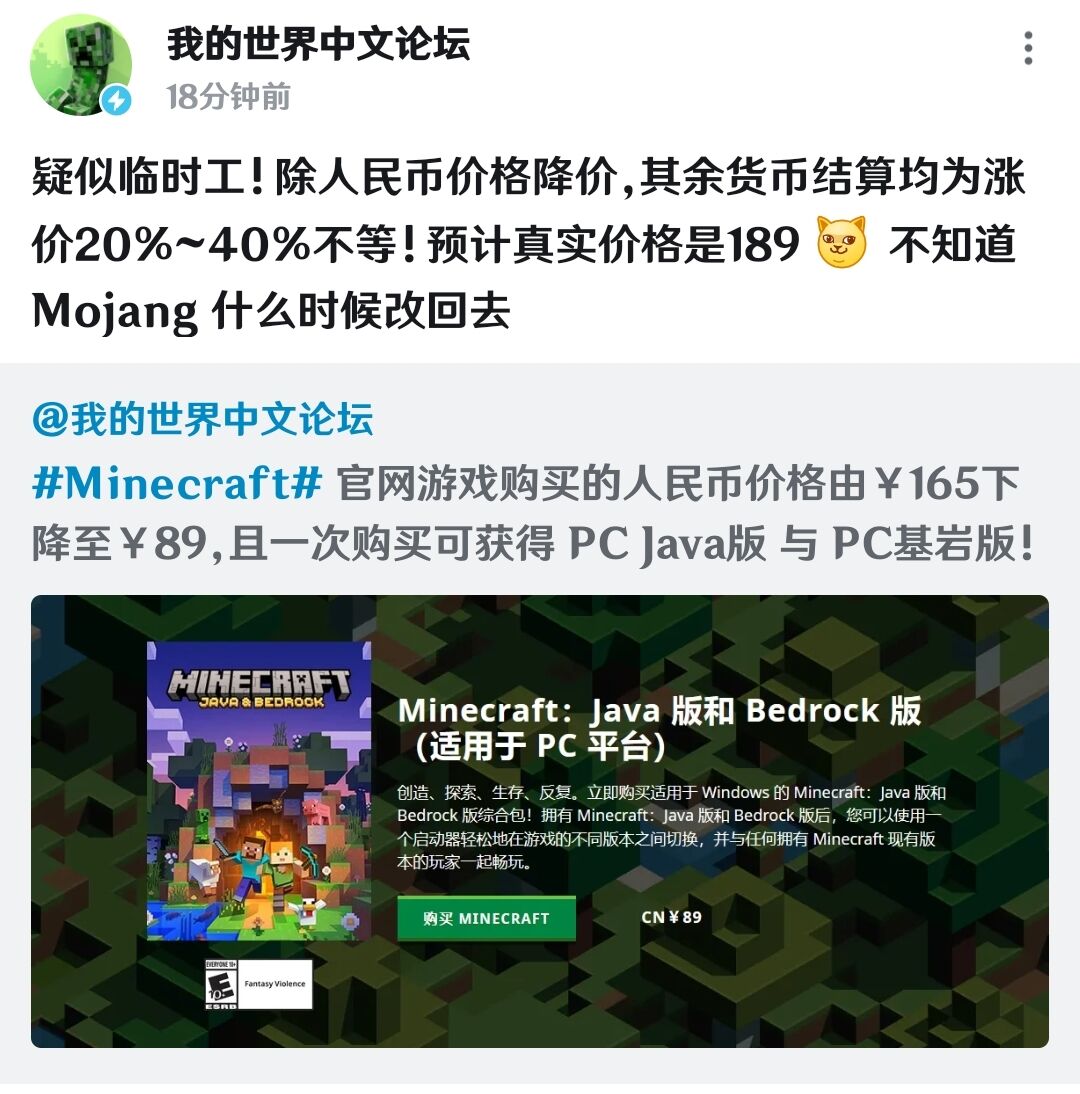 我的世界中文论坛
18分钟前
疑似临时工！除人民币价格降价，其余货币结算均为涨
价20%~40%不等！预计真实价格是189 😼 不知道
Mojang 什么时候改回去
@我的世界中文论坛
#Minecraft# 官网游戏购买的人民币价格由￥165下
降至￥89，且一次购买可获得 PC Java版 与 PC基岩版！
MINECRAFT
JAVA & BEDROCK
Minecraft：Java 版和 Bedrock 版
（适用于 PC 平台）
创造、探索、生存、反复。立即购买适用于 Windows 的 Minecraft：Java 版和
Bedrock 版综合包！拥有 Minecraft：Java 版和 Bedrock 版后，您可以使用一
个启动器轻松地在游戏的不同版本之间切换，并与任何拥有 Minecraft 现有版
本的玩家一起畅玩。
购买 MINECRAFT
CN￥89
EVERYONE 10+
E
10+
ESRB
Fantasy Violence